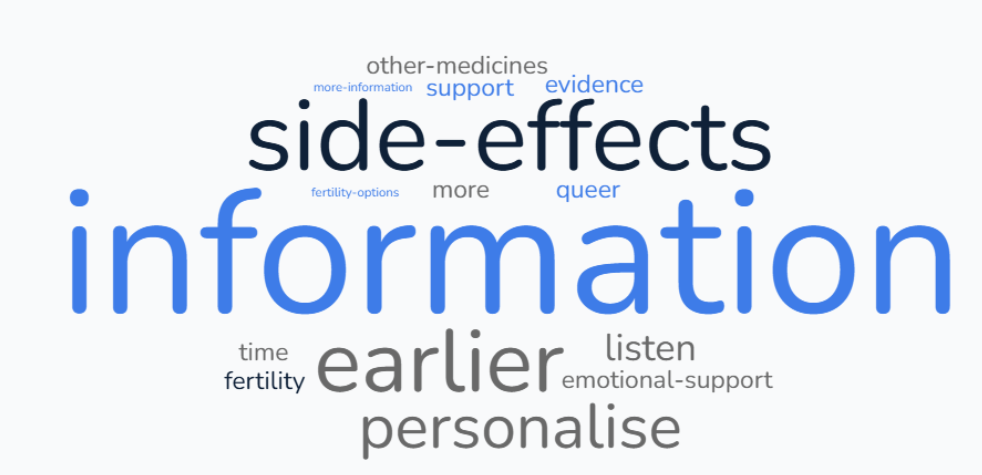 other-medicines
more-information support evidence
side-effects
fertility-options more queer
information
time earlier listen
fertility emotional-support
personalise